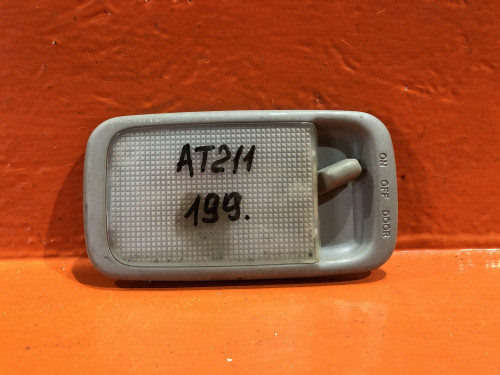 AT211
199.
ON OFF DOOR